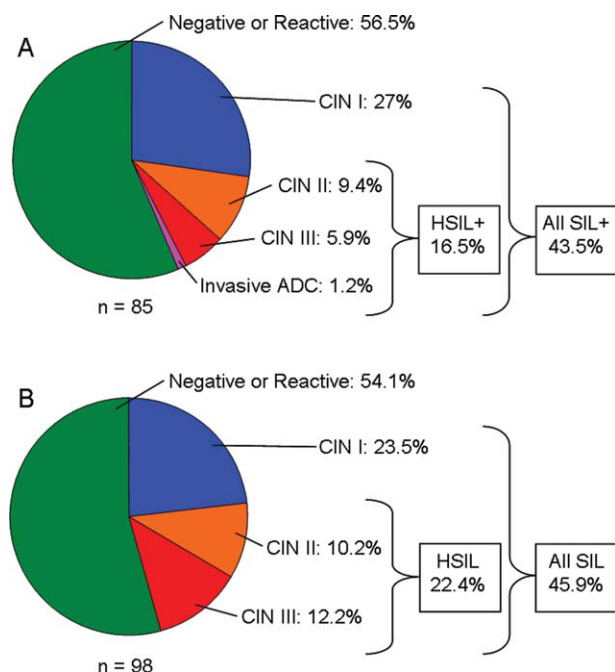 Negative or Reactive: 56.5%
A
CIN I: 27%
CIN II: 9.4%
HSIL+
16.5%
All SIL+
43.5%
CIN III: 5.9%
Invasive ADC: 1.2%
n = 85
Negative or Reactive: 54.1%
B
CIN I: 23.5%
CIN II: 10.2%
HSIL
22.4%
All SIL
45.9%
CIN III: 12.2%
n = 98